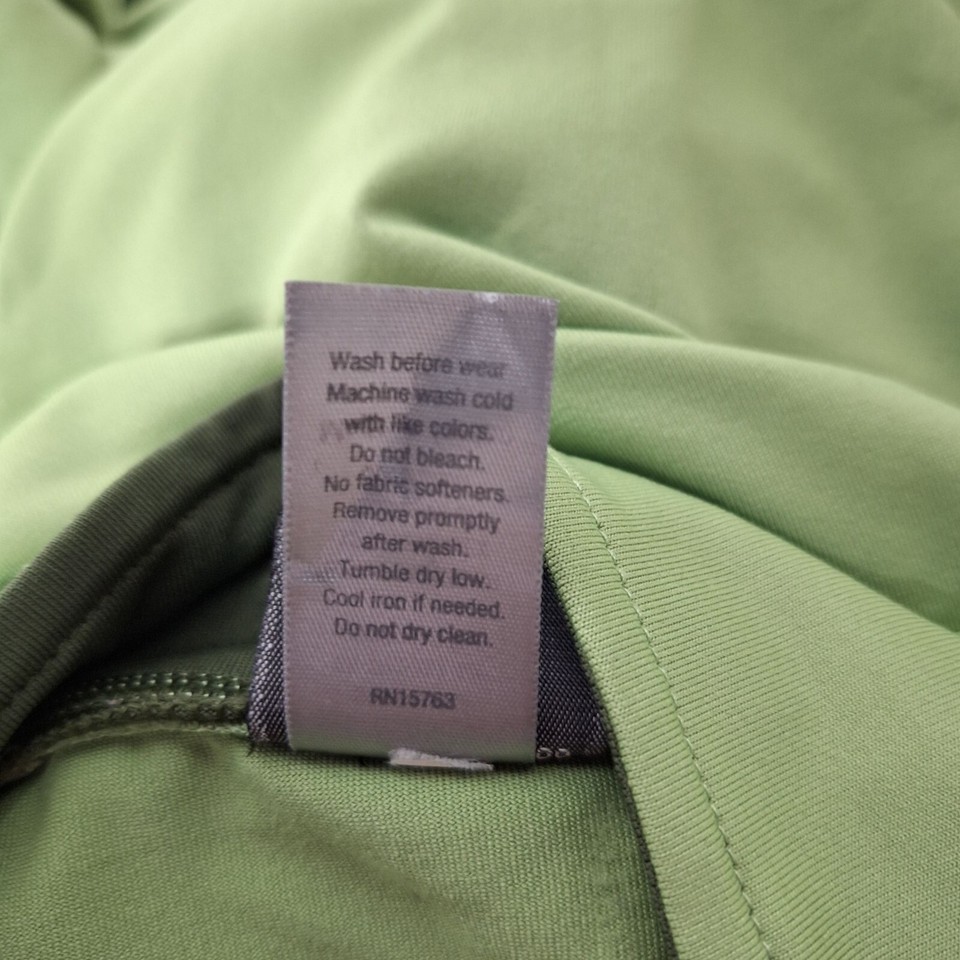 Wash before wear
Machine wash cold
with like colors.
Do not bleach.
No fabric softeners.
Remove promptly
after wash.
Tumble dry low.
Cool iron if needed.
Do not dry clean.
RN15763